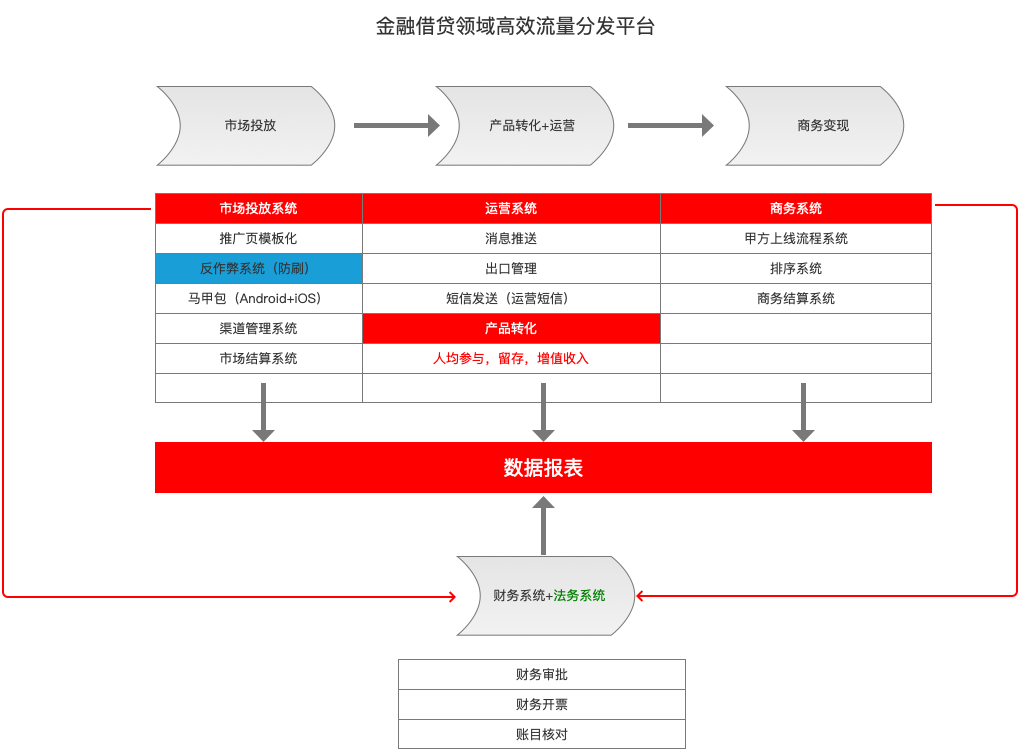 金融借贷领域高效流量分发平台
市场投放
产品转化+运营
商务变现
市场投放系统
运营系统
商务系统
推广页模板化
消息推送
甲方上线流程系统
反作弊系统（防刷）
出口管理
排序系统
马甲包（Android+iOS）
短信发送（运营短信）
商务结算系统
渠道管理系统
产品转化
市场结算系统
人均参与，留存，增值收入
数据报表
财务系统+法务系统
财务审批
财务开票
账目核对